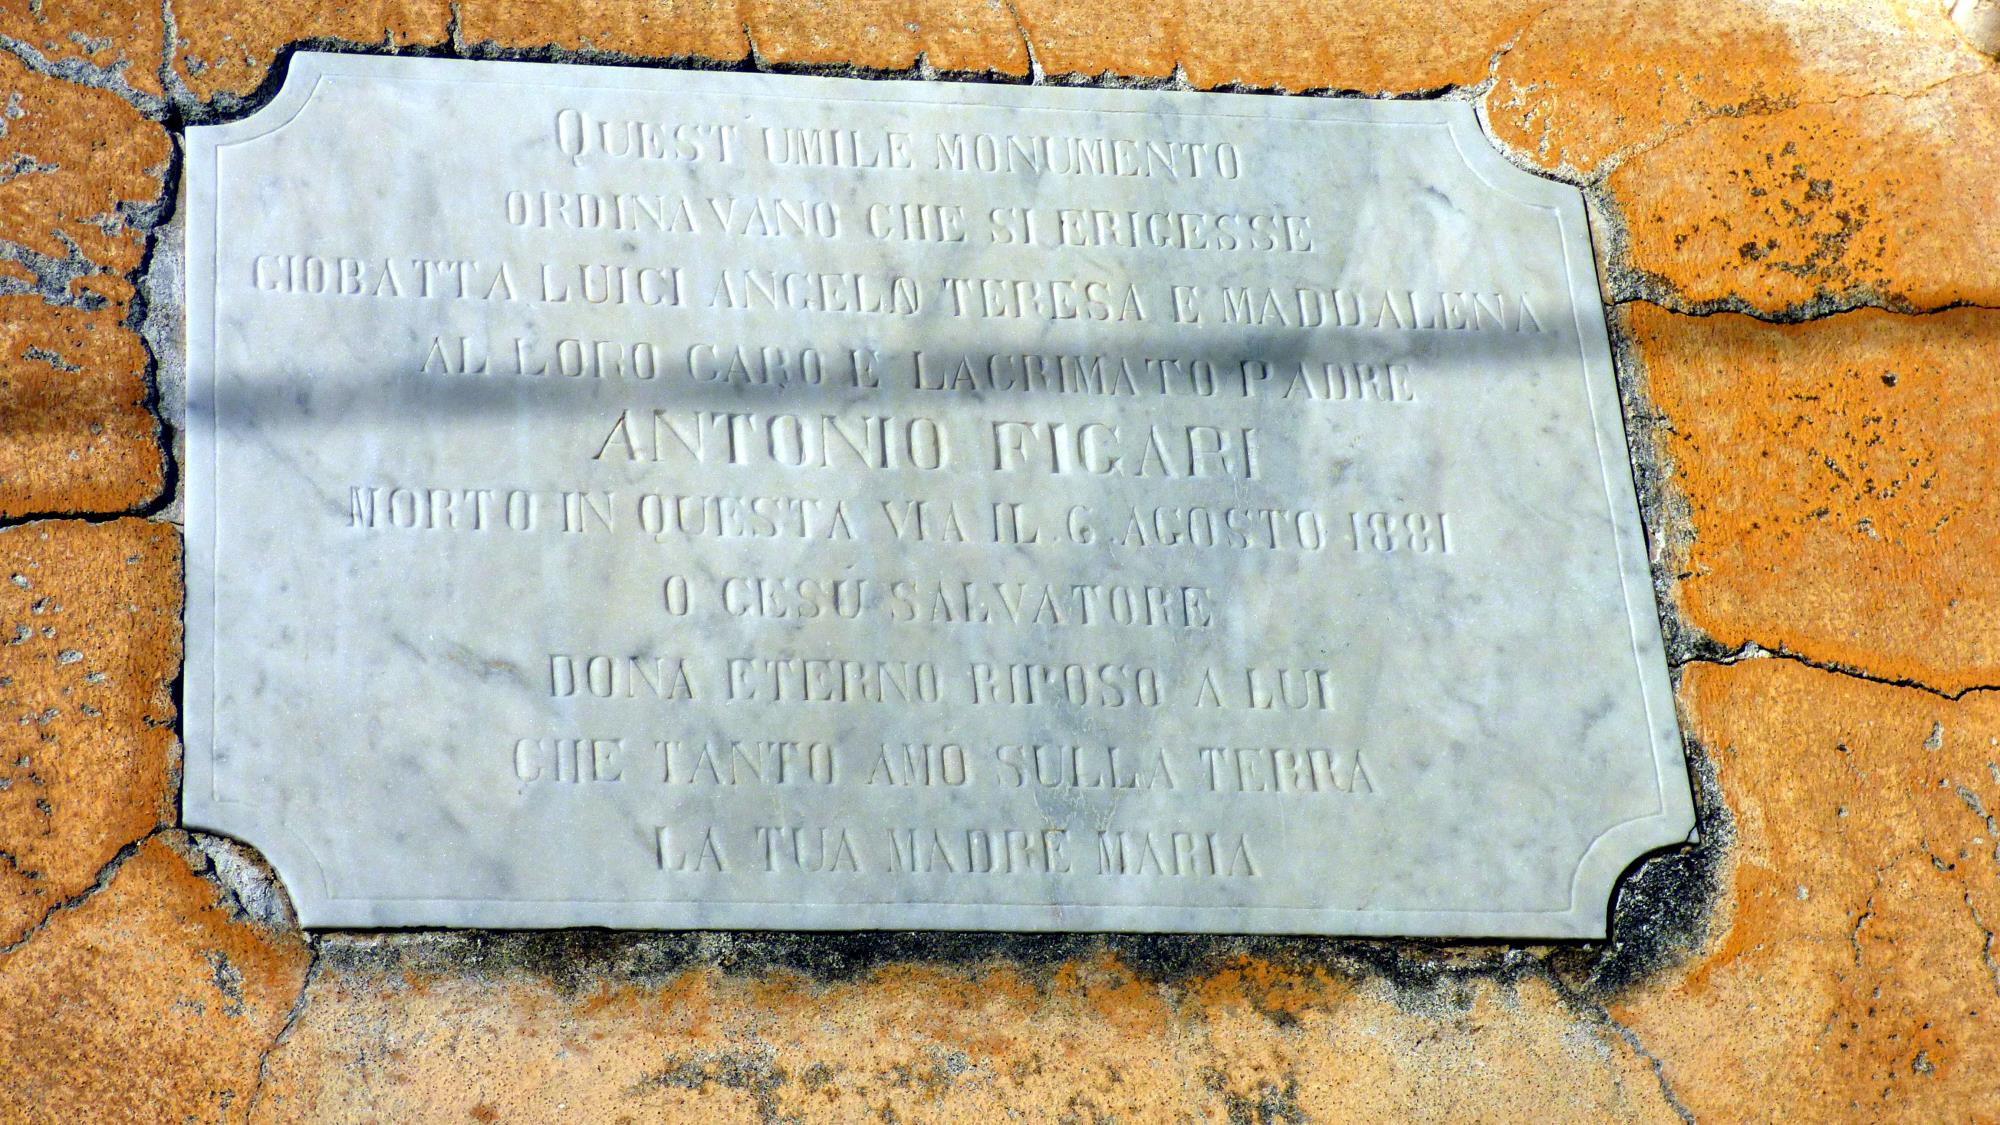 QUEST'UMILE MONUMENTO
ORDINAVANO CHE SI ERIGESSE
GIOBATTA LUIGI ANGELO TERESA E MADDALENA
AL LORO CARO E LACRIMATO PADRE
ANTONIO FIGARI
MORTO IN QUESTA VIA IL 6 AGOSTO 1881
O GESÙ SALVATORE
DONA ETERNO RIPOSO A LUI
CHE TANTO AMO SULLA TERRA
LA TUA MADRE MARIA